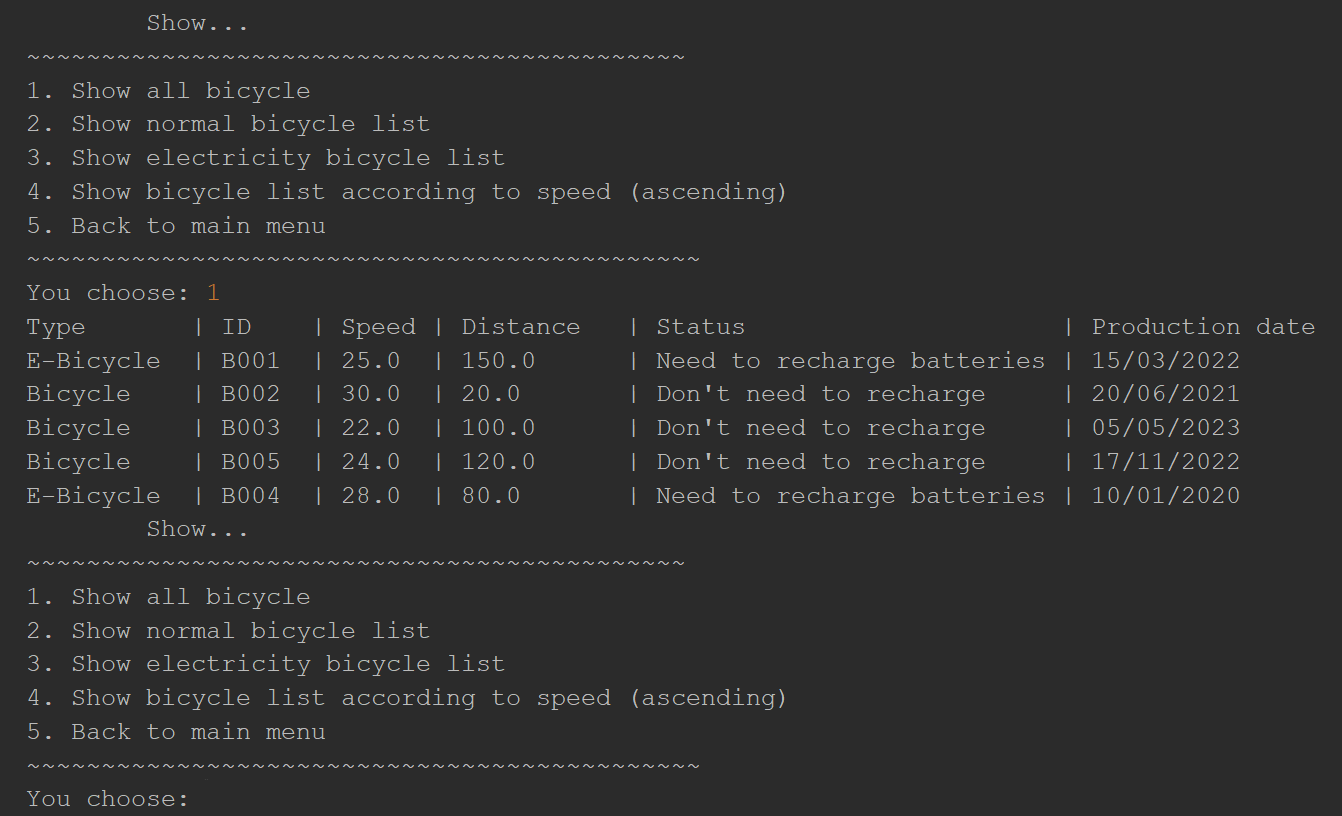 Show...
~~~~~~~~~~~~~~~~~~~~~~~~~~~~~~~~~~~~~~~~~~~~
1. Show all bicycle
2. Show normal bicycle list
3. Show electricity bicycle list
4. Show bicycle list according to speed (ascending)
5. Back to main menu
~~~~~~~~~~~~~~~~~~~~~~~~~~~~~~~~~~~~~~~~~~~~~
You choose: 1
Type       | ID    | Speed | Distance   | Status                     | Production date
E-Bicycle  | B001  | 25.0  | 150.0      | Need to recharge batteries | 15/03/2022
Bicycle    | B002  | 30.0  | 20.0       | Don't need to recharge     | 20/06/2021
Bicycle    | B003  | 22.0  | 100.0      | Don't need to recharge     | 05/05/2023
Bicycle    | B005  | 24.0  | 120.0      | Don't need to recharge     | 17/11/2022
E-Bicycle  | B004  | 28.0  | 80.0       | Need to recharge batteries | 10/01/2020
Show...
~~~~~~~~~~~~~~~~~~~~~~~~~~~~~~~~~~~~~~~~~~~~
1. Show all bicycle
2. Show normal bicycle list
3. Show electricity bicycle list
4. Show bicycle list according to speed (ascending)
5. Back to main menu
~~~~~~~~~~~~~~~~~~~~~~~~~~~~~~~~~~~~~~~~~~~~~
You choose: